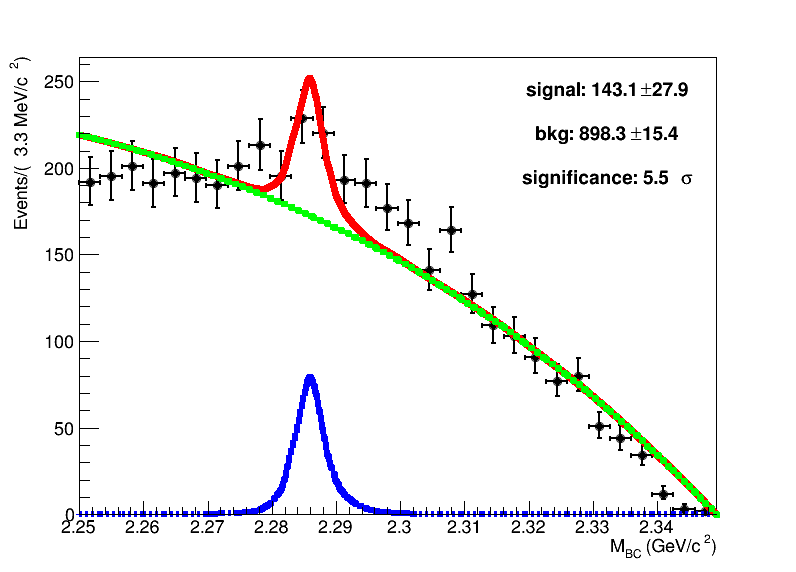 signal: 143.1±27.9
bkg: 898.3±15.4
significance: 5.5 σ
Events/( 3.3 MeV/c²)
250
200
150
100
50
0
2.25 2.26 2.27 2.28 2.29 2.3 2.31 2.32 2.33 2.34
M_BC (GeV/c²)